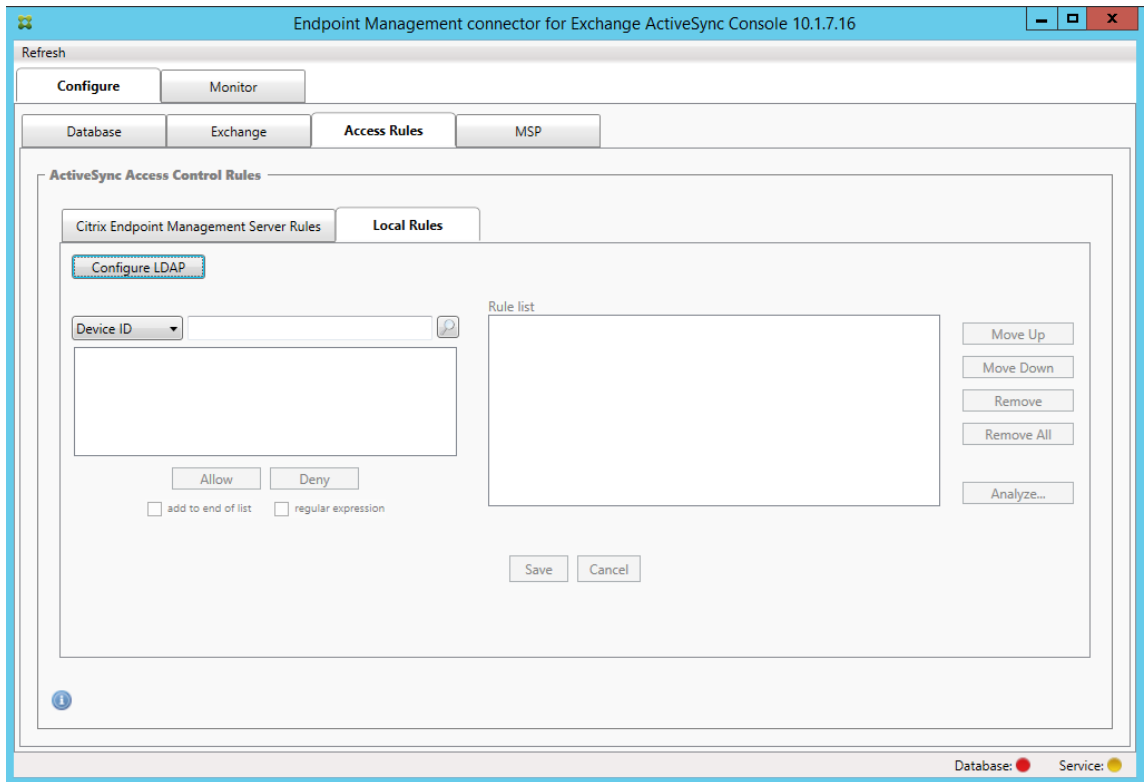 Endpoint Management connector for Exchange ActiveSync Console 10.1.7.16
Refresh
Configure Monitor
Database Exchange Access Rules MSP
ActiveSync Access Control Rules
Citrix Endpoint Management Server Rules Local Rules
Configure LDAP
Rule list
Device ID
Move Up
Move Down
Remove
Remove All
Allow Deny
Analyze...
add to end of list regular expression
Save Cancel
Database: Service: